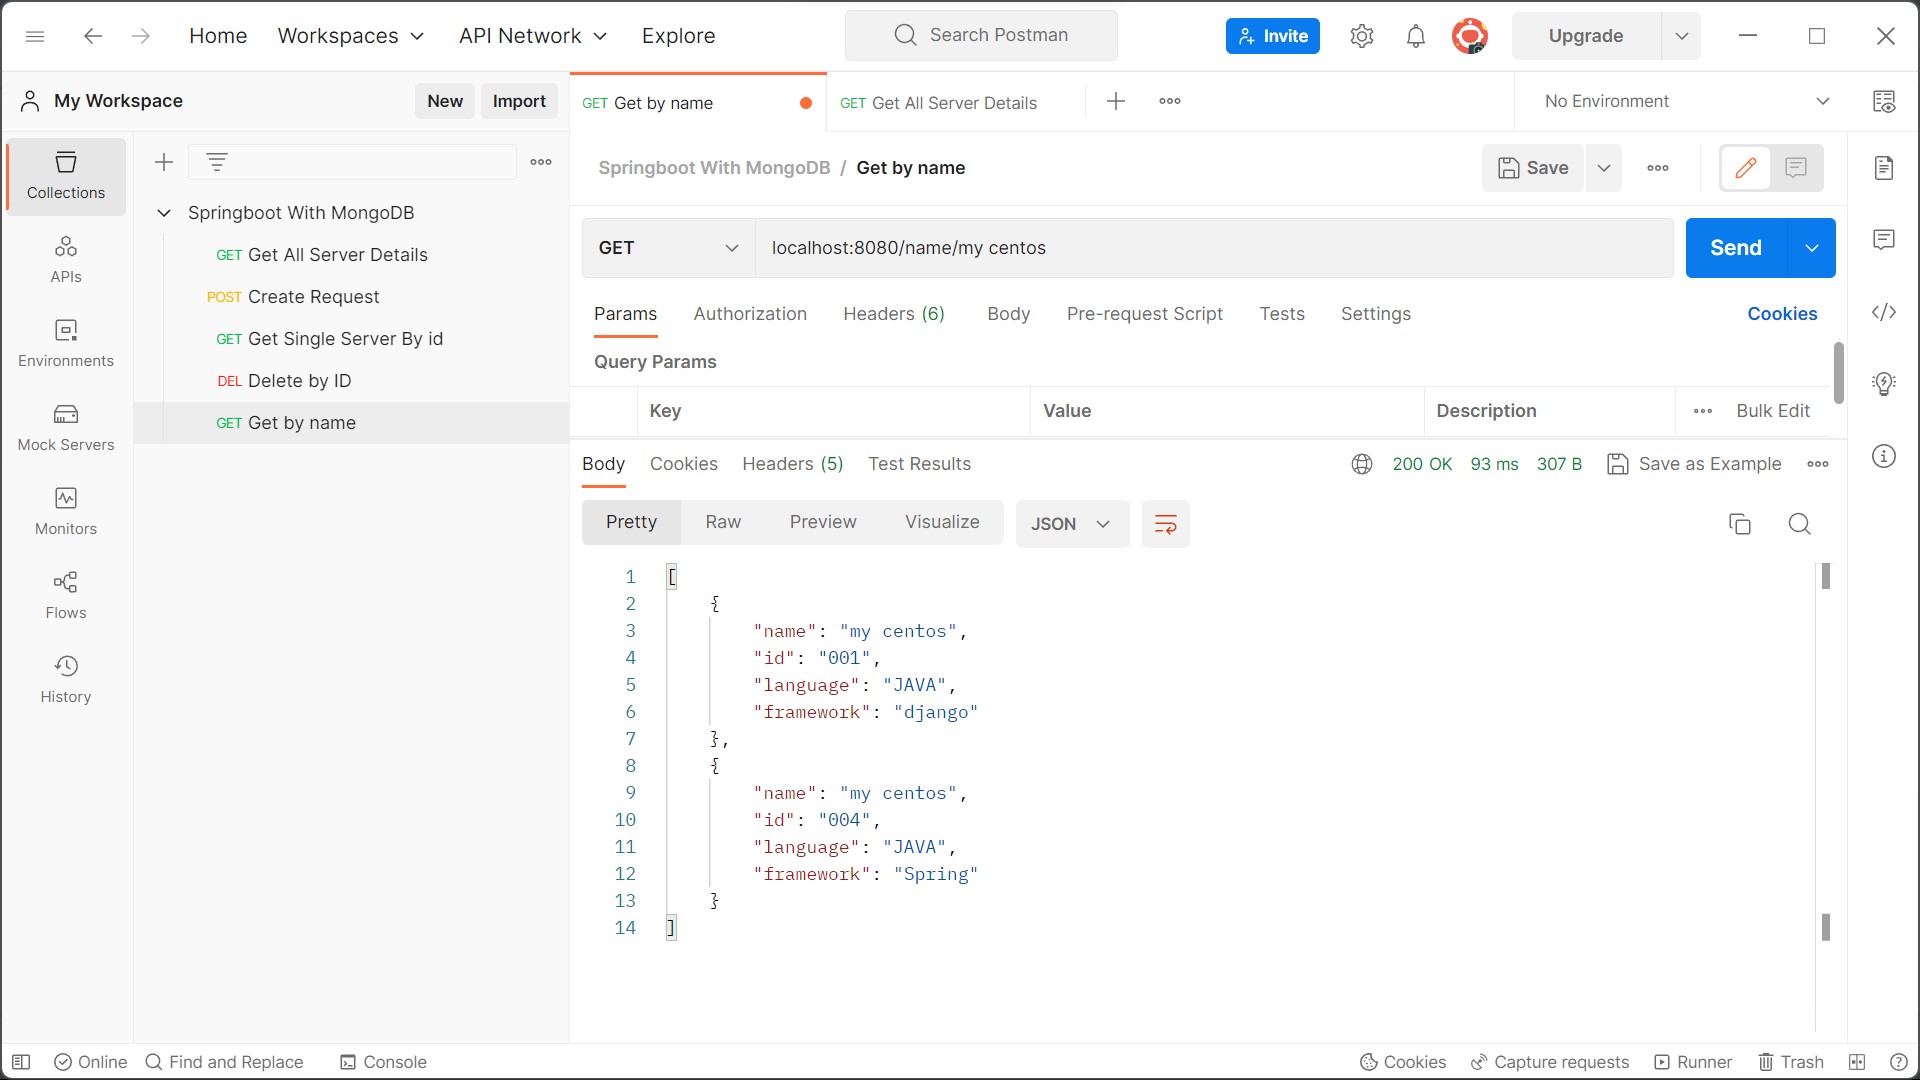 Home Workspaces API Network Explore Search Postman Invite Upgrade
My Workspace New Import GET Get by name GET Get All Server Details No Environment
Collections
APIs
Environments
Mock Servers
Monitors
Flows
History
Springboot With MongoDB
GET Get All Server Details
POST Create Request
GET Get Single Server By id
DEL Delete by ID
GET Get by name
Springboot With MongoDB / Get by name Save
GET localhost:8080/name/my centos Send
Params Authorization Headers (6) Body Pre-request Script Tests Settings Cookies
Query Params
Key Value Description Bulk Edit
Body Cookies Headers (5) Test Results 200 OK 93 ms 307 B Save as Example
Pretty Raw Preview Visualize JSON
1 [
2 {
3 "name": "my centos",
4 "id": "001",
5 "language": "JAVA",
6 "framework": "django"
7 },
8 {
9 "name": "my centos",
10 "id": "004",
11 "language": "JAVA",
12 "framework": "Spring"
13 }
14 ]
Online Find and Replace Console Cookies Capture requests Runner Trash